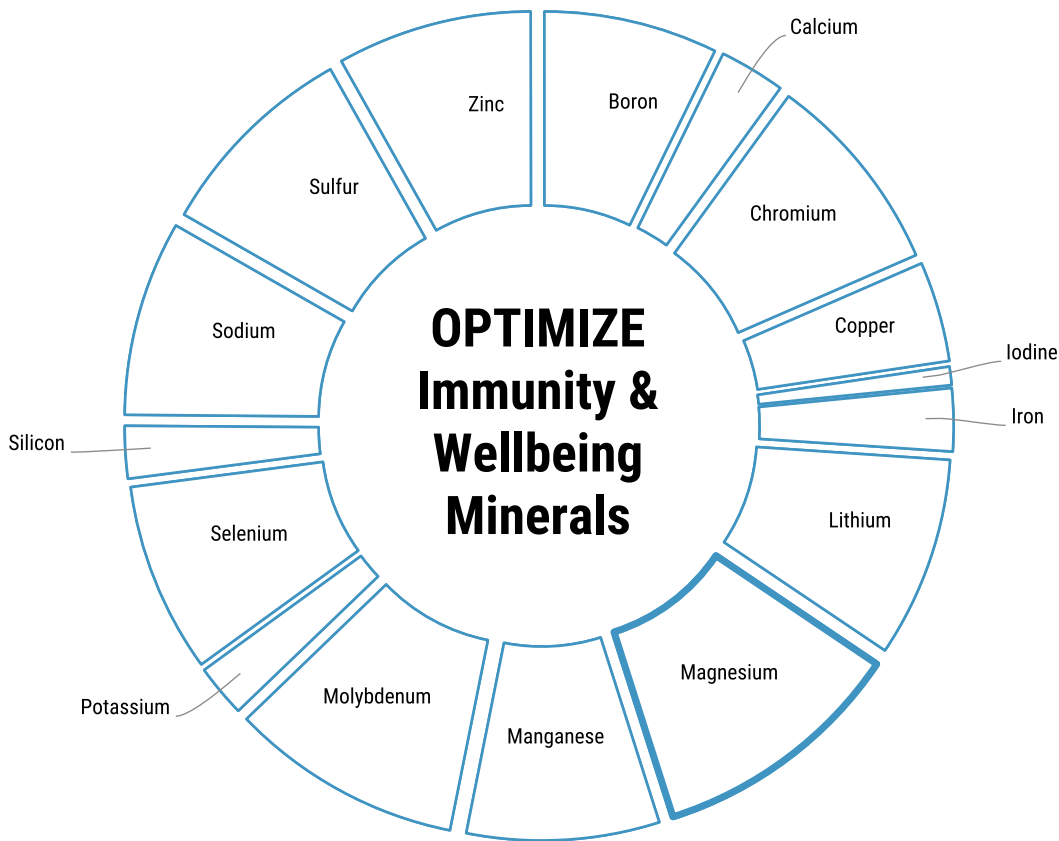 Calcium
Zinc
Boron
Sulfur
Chromium
Sodium
Copper
Iodine
Iron
Silicon
OPTIMIZE
Immunity &
Wellbeing
Minerals
Lithium
Selenium
Magnesium
Molybdenum
Potassium
Manganese